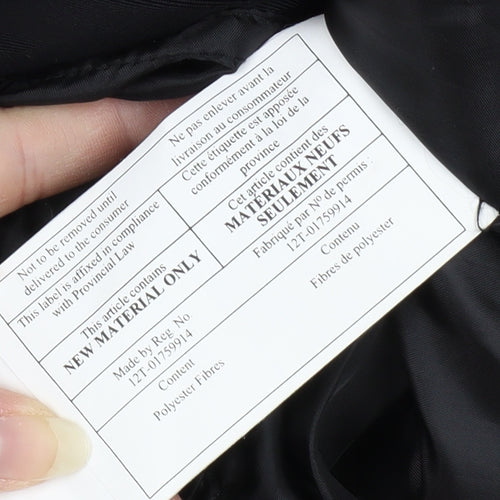 Not to be removed until
delivered to the consumer
This label is affixed in compliance
with Provincial Law
This article contains
NEW MATERIAL ONLY
Made by Reg. No
12T-01759914
Content
Polyester Fibres
Ne pas enlever avant la
livraison au consommateur
Cette étiquette est apposée
conformément à la loi de la
province
Cet article contient des
MATERIAUX NEUFS
SEULEMENT
Fabriqué par Nº de permis :
12T-01759914
Contenu
Fibres de polyester